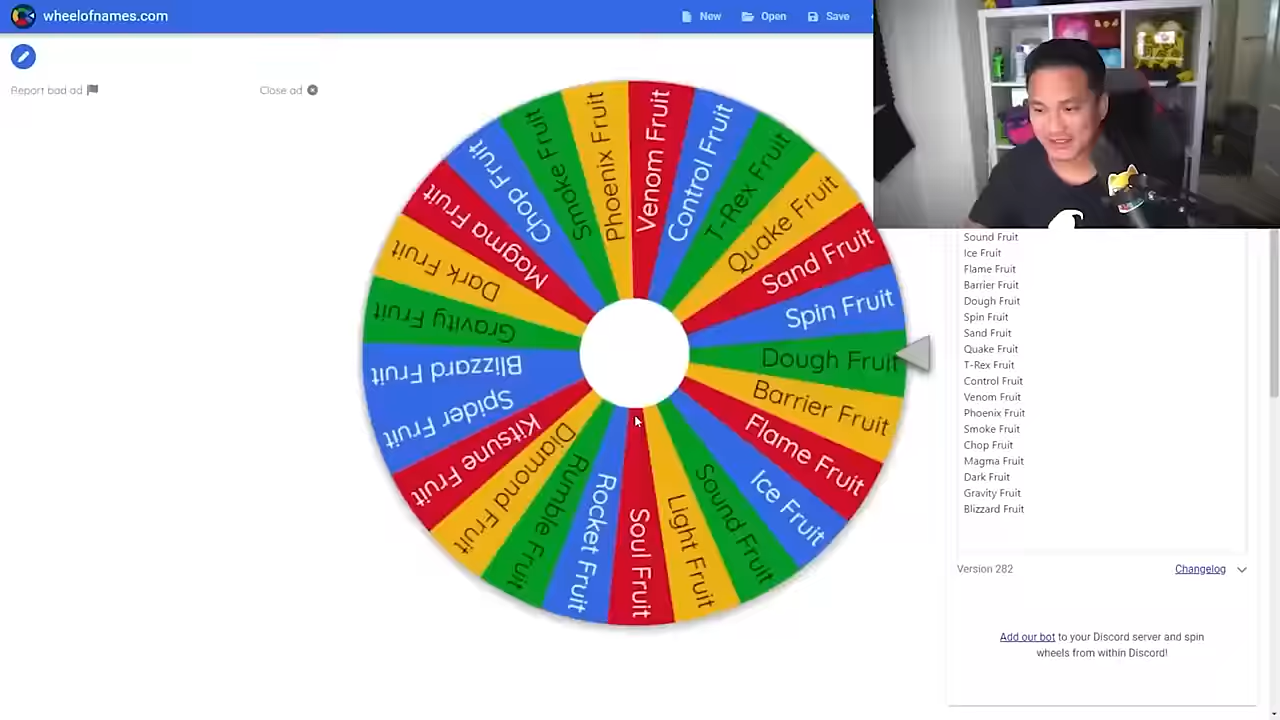 wheelofnames.com
New
Open
Save
Report bad ad
Close ad
Venom Fruit
Control Fruit
T-Rex Fruit
Quake Fruit
Sand Fruit
Spin Fruit
Dough Fruit
Barrier Fruit
Flame Fruit
Ice Fruit
Sound Fruit
Light Fruit
Soul Fruit
Rocket Fruit
Rumble Fruit
Diamond Fruit
Kitsune Fruit
Spider Fruit
Blizzard Fruit
Gravity Fruit
Dark Fruit
Magma Fruit
Chop Fruit
Smoke Fruit
Phoenix Fruit
Sound Fruit
Ice Fruit
Flame Fruit
Barrier Fruit
Dough Fruit
Spin Fruit
Sand Fruit
Quake Fruit
T-Rex Fruit
Control Fruit
Venom Fruit
Phoenix Fruit
Smoke Fruit
Chop Fruit
Magma Fruit
Dark Fruit
Gravity Fruit
Blizzard Fruit
Version 282
Changelog
Add our bot to your Discord server and spin
wheels from within Discord!